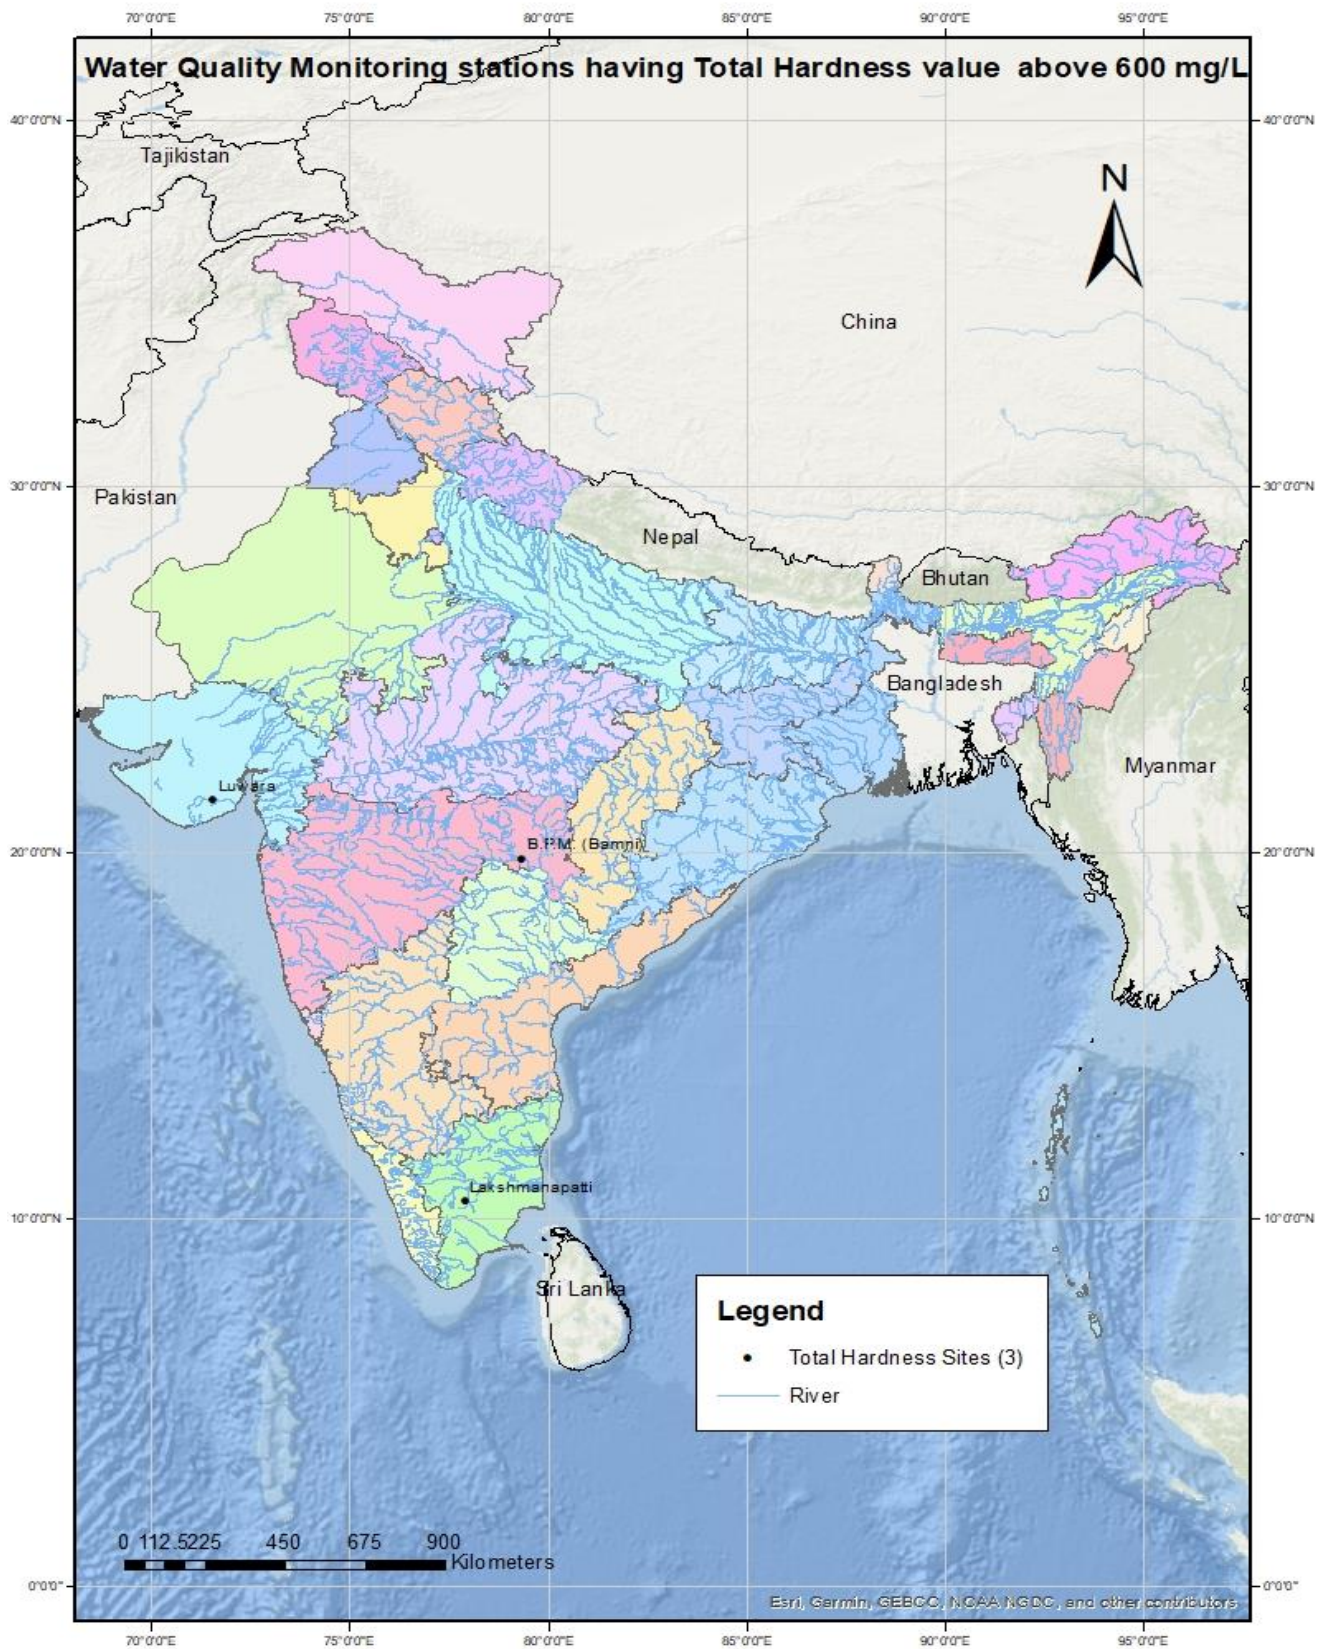 70°0'0"E 75°0'0"E 80°0'0"E 85°0'0"E 90°0'0"E 95°0'0"E
Water Quality Monitoring stations having Total Hardness value above 600 mg/L
40°0'0"N 40°0'0"N
Tajikistan
N
China
30°0'0"N 30°0'0"N
Pakistan
Nepal
Bhutan
Bangladesh
Myanmar
Luwara
B.P.M. (Bamni)
20°0'0"N 20°0'0"N
Lakshmanapatti
10°0'0"N 10°0'0"N
Sri Lanka
Legend
Total Hardness Sites (3)
River
0 112.5225 450 675 900
Kilometers
0°0'0" 0°0'0"
Esri, Garmin, GEBCO, NOAA NGDC, and other contributors
70°0'0"E 75°0'0"E 80°0'0"E 85°0'0"E 90°0'0"E 95°0'0"E